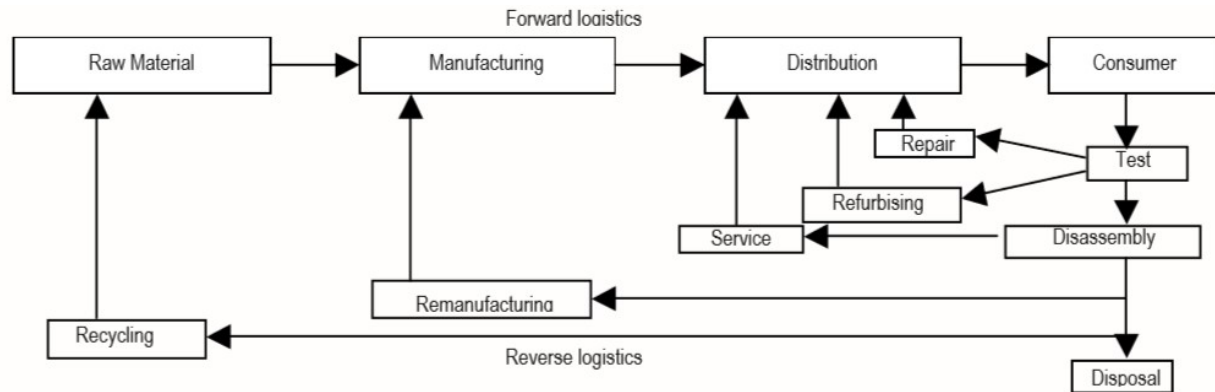 Forward logistics
Raw Material
Manufacturing
Distribution
Consumer
Repair
Test
Refurbising
Service
Disassembly
Remanufacturing
Recycling
Reverse logistics
Disposal